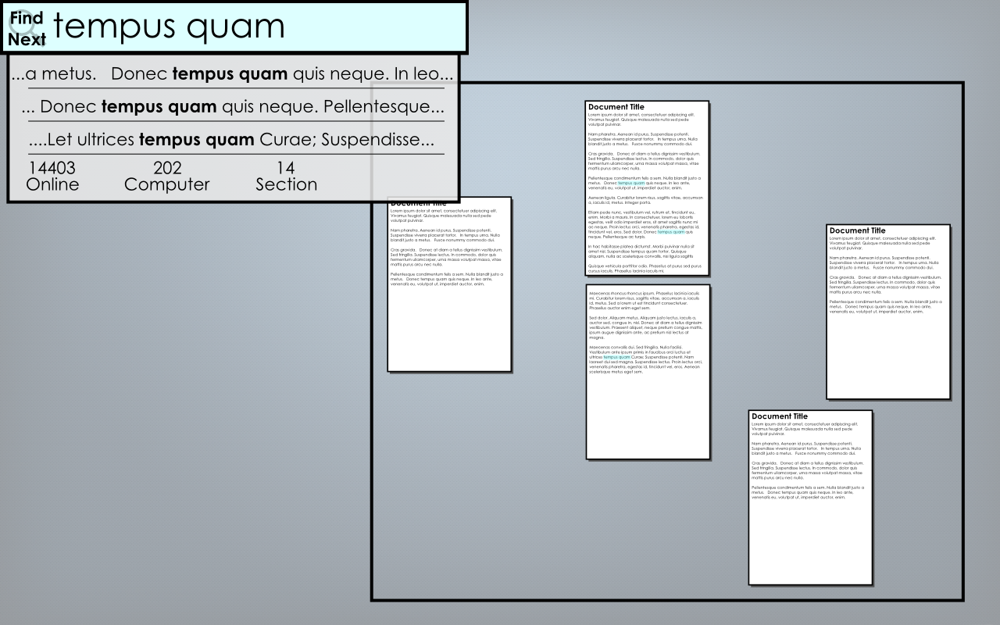 Find
Next
tempus quam
...a metus.   Donec tempus quam quis neque. In leo...
... Donec tempus quam quis neque. Pellentesque...
....Let ultrices tempus quam Curae; Suspendisse...
14403 202 14
Online Computer Section
Document Title
Lorem ipsum dolor sit amet, consectetuer adipiscing elit.
Vivamus feugiat. Quisque malesuada nulla sed pede
volutpat pulvinar.
Nam pharetra. Aenean id purus. Suspendisse potenti.
Suspendisse viverra placerat tortor.   In tempus urna. Nulla
blandit justo a metus.   Fusce nonummy commodo dui.
Cras gravida.   Donec at diam a tellus dignissim vestibulum.
Sed fringilla. Suspendisse lectus. In commodo, dolor quis
fermentum ullamcorper, urna massa volutpat massa, vitae
mattis purus arcu nec nulla.
Pellentesque condimentum felis a sem. Nulla blandit justo a
metus.   Donec tempus quam quis neque. In leo ante,
venenatis eu, volutpat ut, imperdiet auctor, enim.
Aenean ligula. Curabitur lorem risus, sagittis vitae, accumsan
a, iaculis id, metus. Integer porta.
Etiam pede nunc, vestibulum vel, rutrum et, tincidunt eu,
enim. Morbi a mauris. In consectetuer, lorem eu lobortis
egestas, velit odio imperdiet eros, sit amet sagittis nunc mi
ac neque. Proin lectus orci, venenatis pharetra, egestas id,
tincidunt vel, eros. Sed dolor. Donec tempus quam quis
neque. Pellentesque ac turpis.
In hac habitasse platea dictumst. Morbi pulvinar nulla sit
amet nisl. Suspendisse tempus quam tortor. Quisque
aliquam, nulla ac scelerisque convallis, nisi ligula sagittis
Quisque vehicula porttitor odio. Phasellus at purus sed purus
cursus iaculis. Phasellus lacinia iaculis mi.
Maecenas rhoncus rhoncus ipsum. Phasellus lacinia iaculis
mi. Curabitur lorem risus, sagittis vitae, accumsan a, iaculis
id, metus. Sed a lorem ut est tincidunt consectetuer.
Phasellus auctor enim eget sem.
Sed dolor. Aliquam metus. Aliquam justo lectus, iaculis a,
auctor sed, congue in, nisl. Donec at diam a tellus dignissim
vestibulum. Praesent aliquet, neque pretium congue mattis,
ipsum augue dignissim ante, ac pretium nisl lectus at
magna.
Maecenas convallis dui. Sed fringilla. Nulla facilisi.
Vestibulum ante ipsum primis in faucibus orci luctus et
ultrices tempus quam Curae; Suspendisse potenti. Nam
laoreet dui sed magna. Suspendisse lectus. Proin lectus orci,
venenatis pharetra, egestas id, tincidunt vel, eros. Aenean
scelerisque metus eget sem.
Document Title
Lorem ipsum dolor sit amet, consectetuer adipiscing elit.
Vivamus feugiat. Quisque malesuada nulla sed pede
volutpat pulvinar.
Nam pharetra. Aenean id purus. Suspendisse potenti.
Suspendisse viverra placerat tortor.   In tempus urna. Nulla
blandit justo a metus.   Fusce nonummy commodo dui.
Cras gravida.   Donec at diam a tellus dignissim vestibulum.
Sed fringilla. Suspendisse lectus. In commodo, dolor quis
fermentum ullamcorper, urna massa volutpat massa, vitae
mattis purus arcu nec nulla.
Pellentesque condimentum felis a sem. Nulla blandit justo a
metus.   Donec tempus quam quis neque. In leo ante,
venenatis eu, volutpat ut, imperdiet auctor, enim.
Document Title
Lorem ipsum dolor sit amet, consectetuer adipiscing elit.
Vivamus feugiat. Quisque malesuada nulla sed pede
volutpat pulvinar.
Nam pharetra. Aenean id purus. Suspendisse potenti.
Suspendisse viverra placerat tortor.   In tempus urna. Nulla
blandit justo a metus.   Fusce nonummy commodo dui.
Cras gravida.   Donec at diam a tellus dignissim vestibulum.
Sed fringilla. Suspendisse lectus. In commodo, dolor quis
fermentum ullamcorper, urna massa volutpat massa, vitae
mattis purus arcu nec nulla.
Pellentesque condimentum felis a sem. Nulla blandit justo a
metus.   Donec tempus quam quis neque. In leo ante,
venenatis eu, volutpat ut, imperdiet auctor, enim.
Document Title
Lorem ipsum dolor sit amet, consectetuer adipiscing elit.
Vivamus feugiat. Quisque malesuada nulla sed pede
volutpat pulvinar.
Nam pharetra. Aenean id purus. Suspendisse potenti.
Suspendisse viverra placerat tortor.   In tempus urna. Nulla
blandit justo a metus.   Fusce nonummy commodo dui.
Cras gravida.   Donec at diam a tellus dignissim vestibulum.
Sed fringilla. Suspendisse lectus. In commodo, dolor quis
fermentum ullamcorper, urna massa volutpat massa, vitae
mattis purus arcu nec nulla.
Pellentesque condimentum felis a sem. Nulla blandit justo a
metus.   Donec tempus quam quis neque. In leo ante,
venenatis eu, volutpat ut, imperdiet auctor, enim.